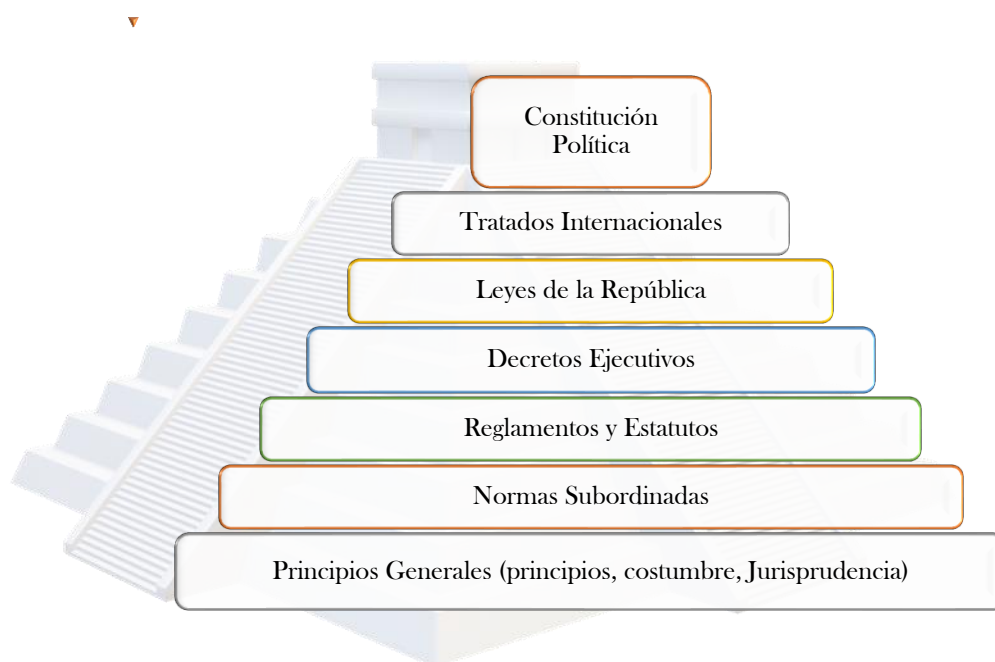 Constitución
Política
Tratados Internacionales
Leyes de la República
Decretos Ejecutivos
Reglamentos y Estatutos
Normas Subordinadas
Principios Generales (principios, costumbre, Jurisprudencia)